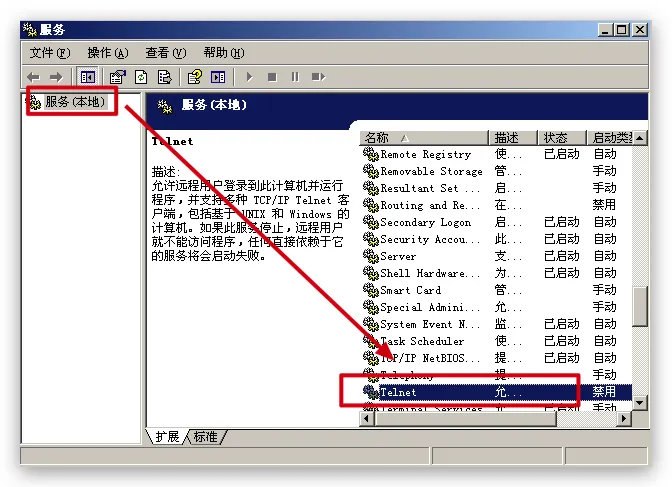 服务
文件(F) 操作(A) 查看(V) 帮助(H)
服务(本地)
服务(本地)
Telnet
描述:
允许远程用户登录到此计算机并运行
程序，并支持多种 TCP/IP Telnet 客
户端，包括基于 UNIX 和 Windows 的
计算机。如果此服务停止，远程用户
就不能访问程序，任何直接依赖于它
的服务将会启动失败。
名称 描述 状态 启动类
Remote Registry 使... 已启动 自动
Removable Storage 管... 手动
Resultant Set ... 启... 手动
Routing and Re... 在... 禁用
Secondary Logon 启... 已启动 自动
Security Accou... 此... 已启动 自动
Server 支... 已启动 自动
Shell Hardware... 为... 已启动 自动
Smart Card 管... 手动
Special Admini... 允... 手动
System Event N... 监... 已启动 自动
Task Scheduler 使... 已启动 自动
TCP/IP NetBIOS... 提... 已启动 自动
Telephony 提... 手动
Telnet 允... 禁用
Terminal Services 允... 已启动 手动
扩展 标准